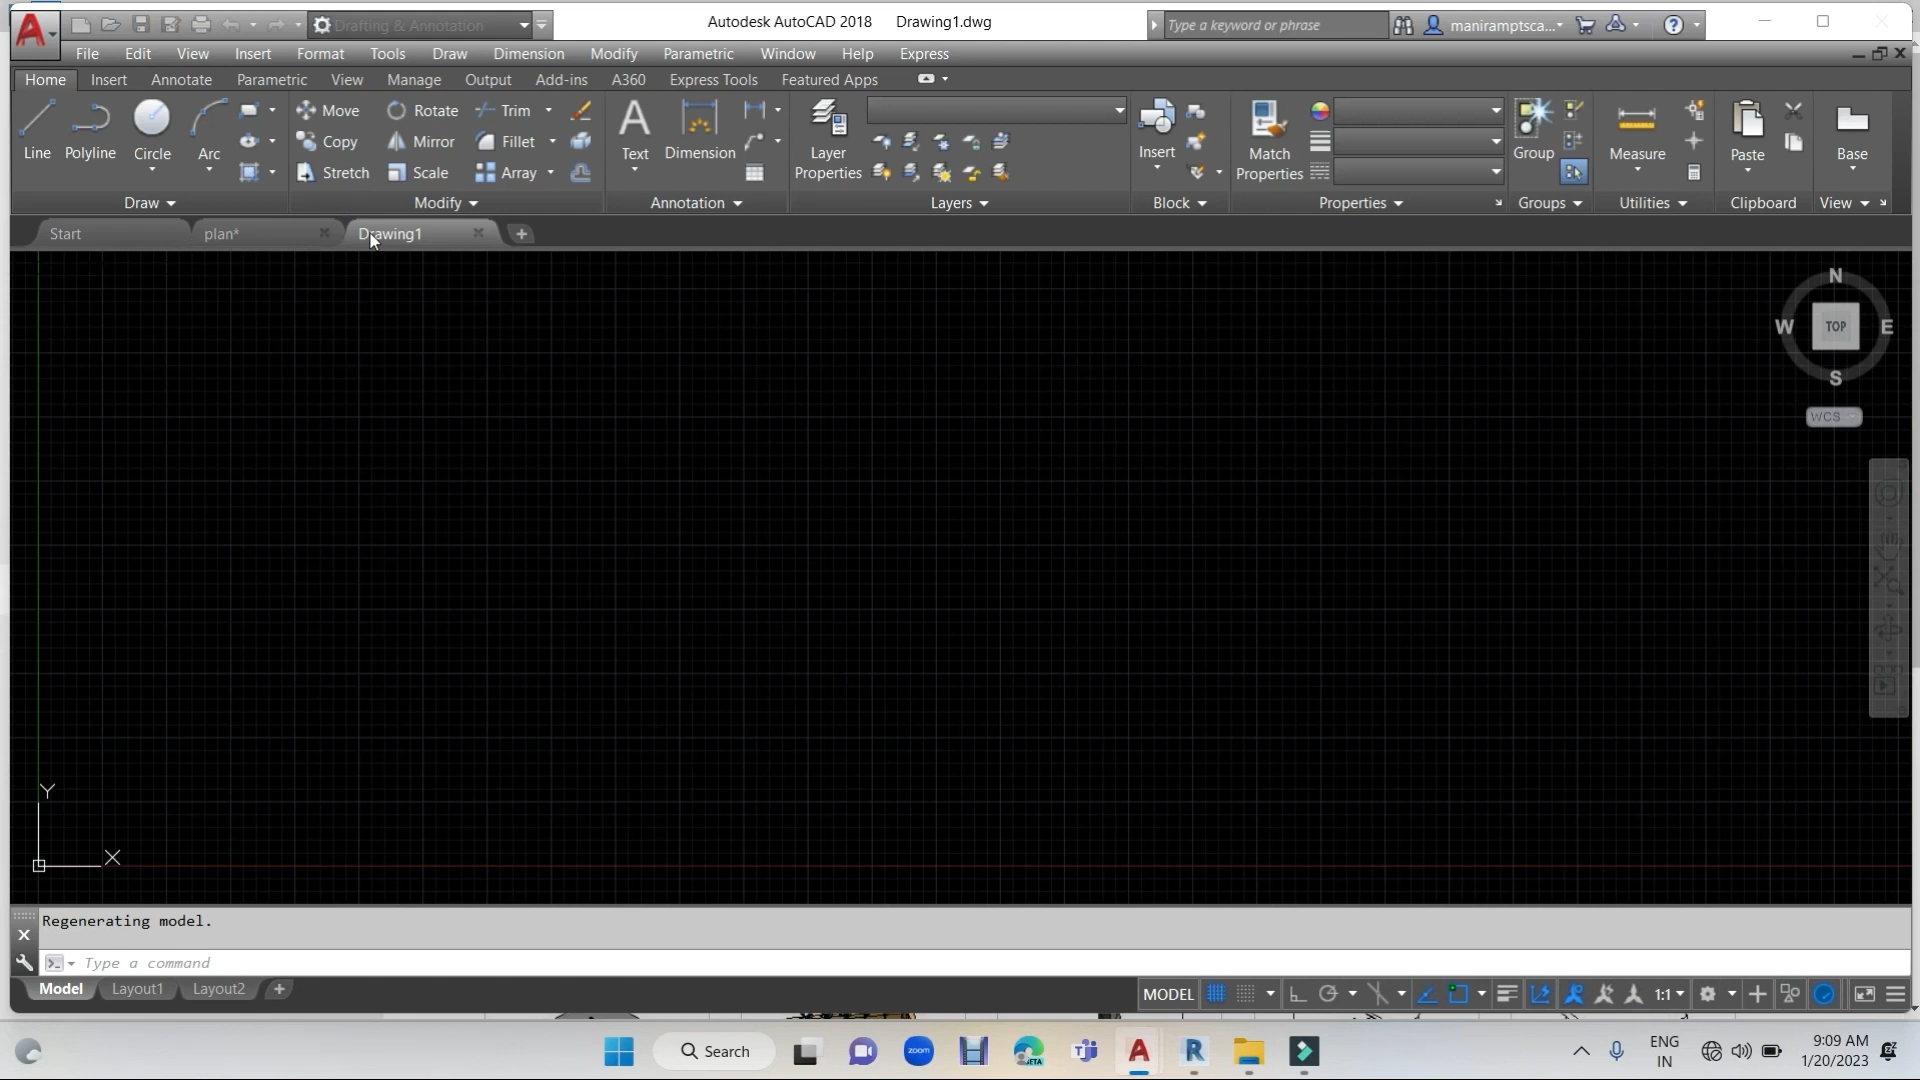 Drafting & Annotation
Autodesk AutoCAD 2018 Drawing1.dwg
Type a keyword or phrase
maniramptsca...
File Edit View Insert Format Tools Draw Dimension Modify Parametric Window Help Express
Home Insert Annotate Parametric View Manage Output Add-ins A360 Express Tools Featured Apps
Line Polyline Circle Arc
Move Rotate Trim
Copy Mirror Fillet
Stretch Scale Array
Text Dimension
Layer Properties
Insert
Match Properties
Group
Measure
Paste
Base
Draw Modify Annotation Layers Block Properties Groups Utilities Clipboard View
Start plan* Drawing1
N
W TOP E
S
WCS
Y
X
Regenerating model.
Type a command
Model Layout1 Layout2
MODEL 1:1
Search
zoom
BETA
ENG
IN
9:09 AM
1/20/2023